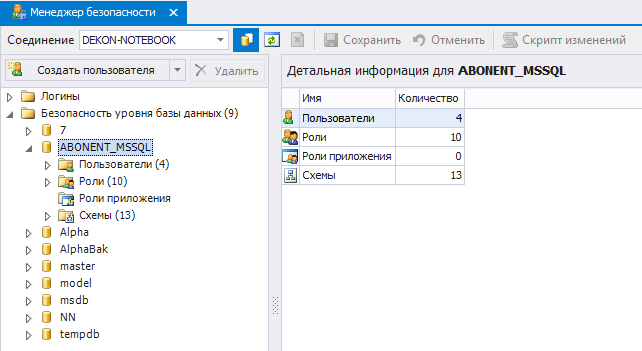 Менеджер безопасности
Соединение DEKON-NOTEBOOK Сохранить Отменить Скрипт изменений
Создать пользователя Удалить
Логины
Безопасность уровня базы данных (9)
7
ABONENT_MSSQL
Пользователи (4)
Роли (10)
Роли приложения
Схемы (13)
Alpha
AlphaBak
master
model
msdb
NN
tempdb
Детальная информация для ABONENT_MSSQL
Имя Количество
Пользователи 4
Роли 10
Роли приложения 0
Схемы 13